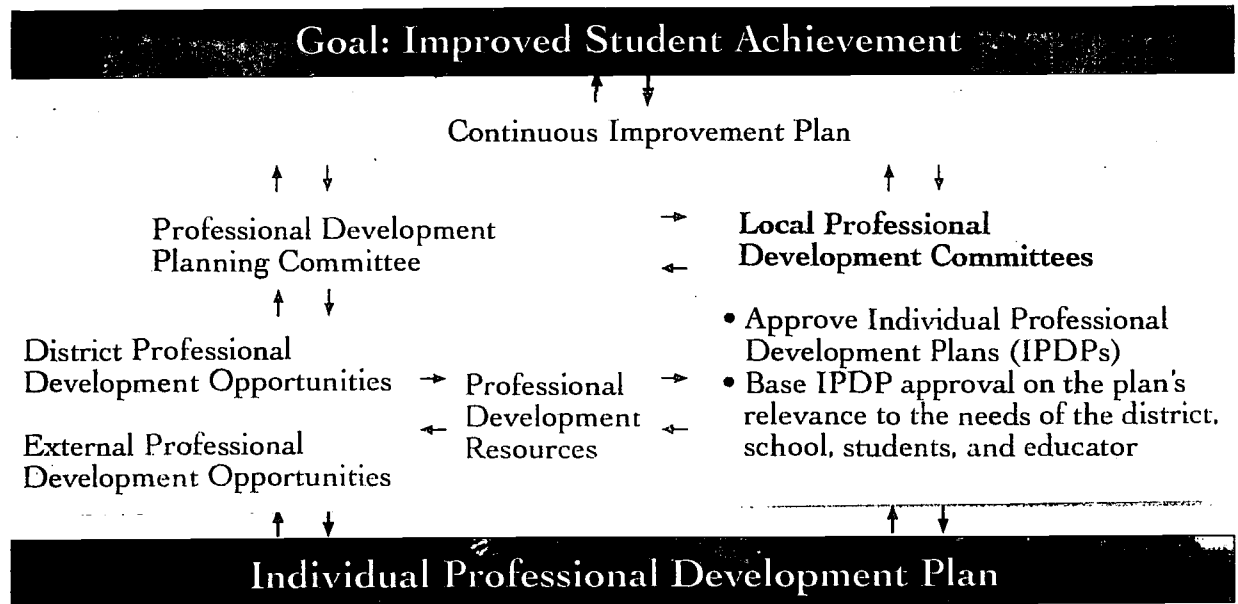 Goal: Improved Student Achievement
Continuous Improvement Plan
Professional Development
Planning Committee
Local Professional
Development Committees
District Professional
Development Opportunities
External Professional
Development Opportunities
Professional
Development
Resources
• Approve Individual Professional
Development Plans (IPDPs)
• Base IPDP approval on the plan's
relevance to the needs of the district,
school, students, and educator
Individual Professional Development Plan